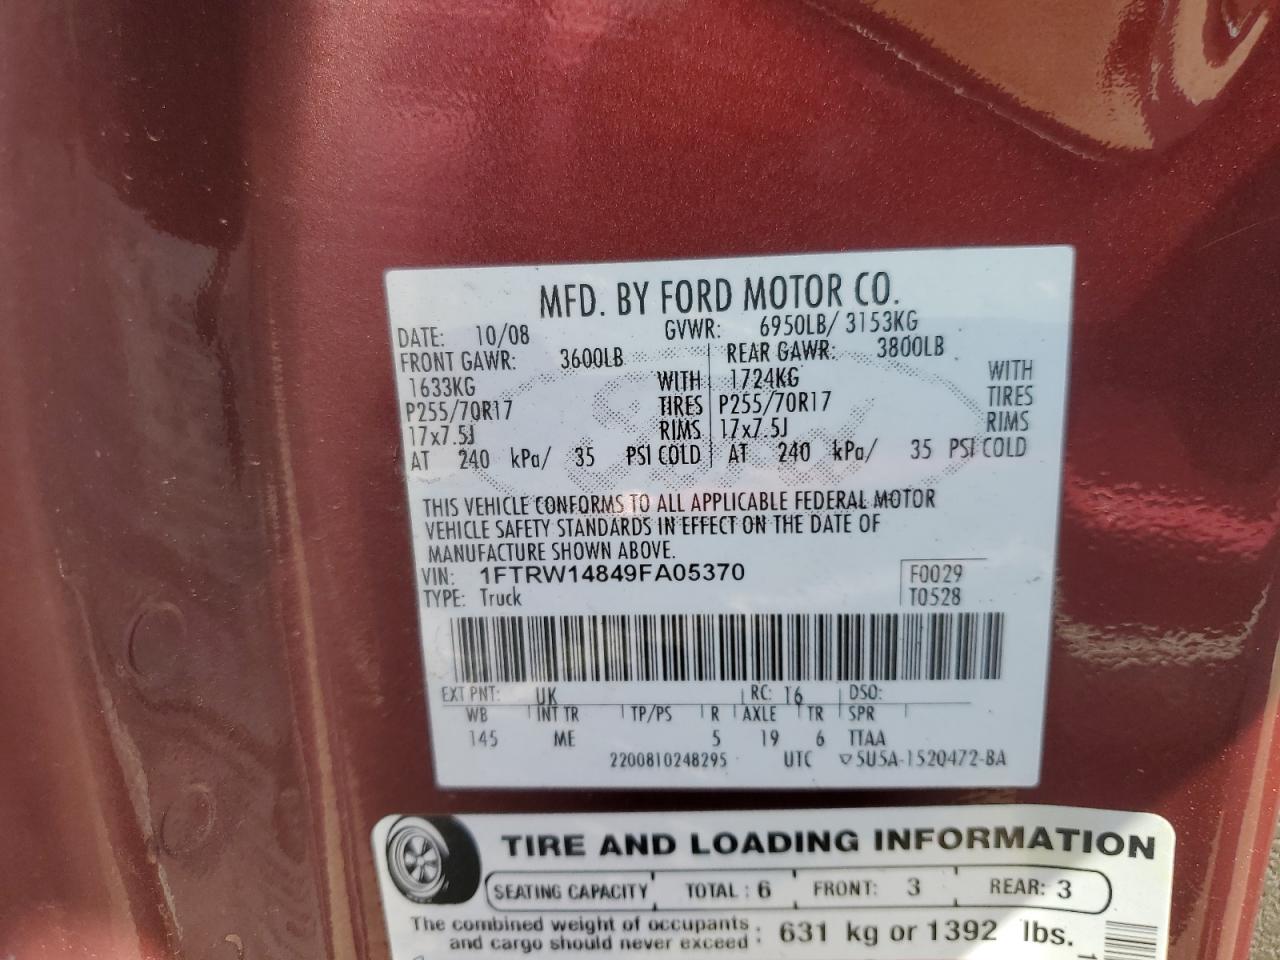 MFD. BY FORD MOTOR CO.
DATE: 10/08 GVWR: 6950LB/ 3153KG
FRONT GAWR: 3600LB REAR GAWR: 3800LB
1633KG WITH 1724KG WITH
P255/70R17 TIRES P255/70R17 TIRES
17x7.5J RIMS 17x7.5J RIMS
AT 240 kPa/ 35 PSI COLD AT 240 kPa/ 35 PSI COLD
THIS VEHICLE CONFORMS TO ALL APPLICABLE FEDERAL MOTOR
VEHICLE SAFETY STANDARDS IN EFFECT ON THE DATE OF
MANUFACTURE SHOWN ABOVE.
VIN: 1FTRW14849FA05370 F0029
TYPE: Truck T0528
EXT PNT: UK RC: 16 DSO:
WB INT TR TP/PS R AXLE TR SPR
145 ME 5 19 6 TTAA
2200810248295 UTC ▽5U5A-1520472-BA
TIRE AND LOADING INFORMATION
SEATING CAPACITY TOTAL: 6 FRONT: 3 REAR: 3
The combined weight of occupants
and cargo should never exceed : 631 kg or 1392 lbs.